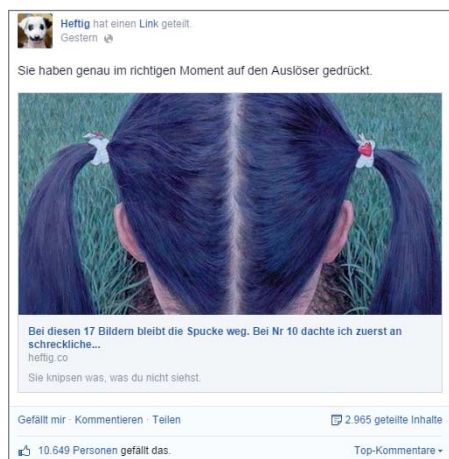 Heftig hat einen Link geteilt.
Gestern
Sie haben genau im richtigen Moment auf den Auslöser gedrückt.
Bei diesen 17 Bildern bleibt die Spucke weg. Bei Nr 10 dachte ich zuerst an
schreckliche...
heftig.co
Sie knipsen was, was du nicht siehst.
Gefällt mir · Kommentieren · Teilen 2.965 geteilte Inhalte
10.649 Personen gefällt das. Top-Kommentare